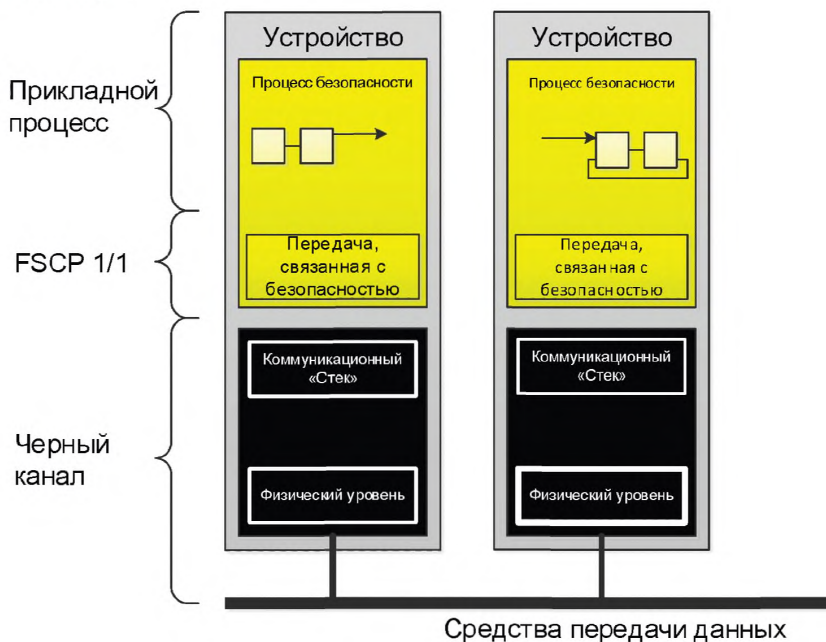 Устройство
Процесс безопасности
Передача,
связанная с
безопасностью
Коммуникационный
«Стек»
Физический уровень
Устройство
Процесс безопасности
Передача,
связанная с
безопасностью
Коммуникационный
«Стек»
Физический уровень
Прикладной
процесс
FSCP 1/1
Черный
канал
Средства передачи данных